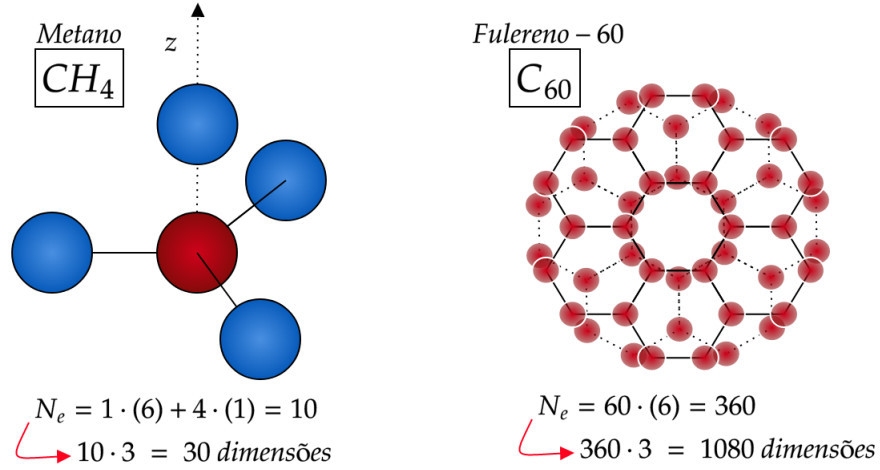 Metano
CH₄
z
Nₑ = 1 · (6) + 4 · (1) = 10
10 · 3 = 30 dimensões
Fulereno – 60
C₆₀
Nₑ = 60 · (6) = 360
360 · 3 = 1080 dimensões